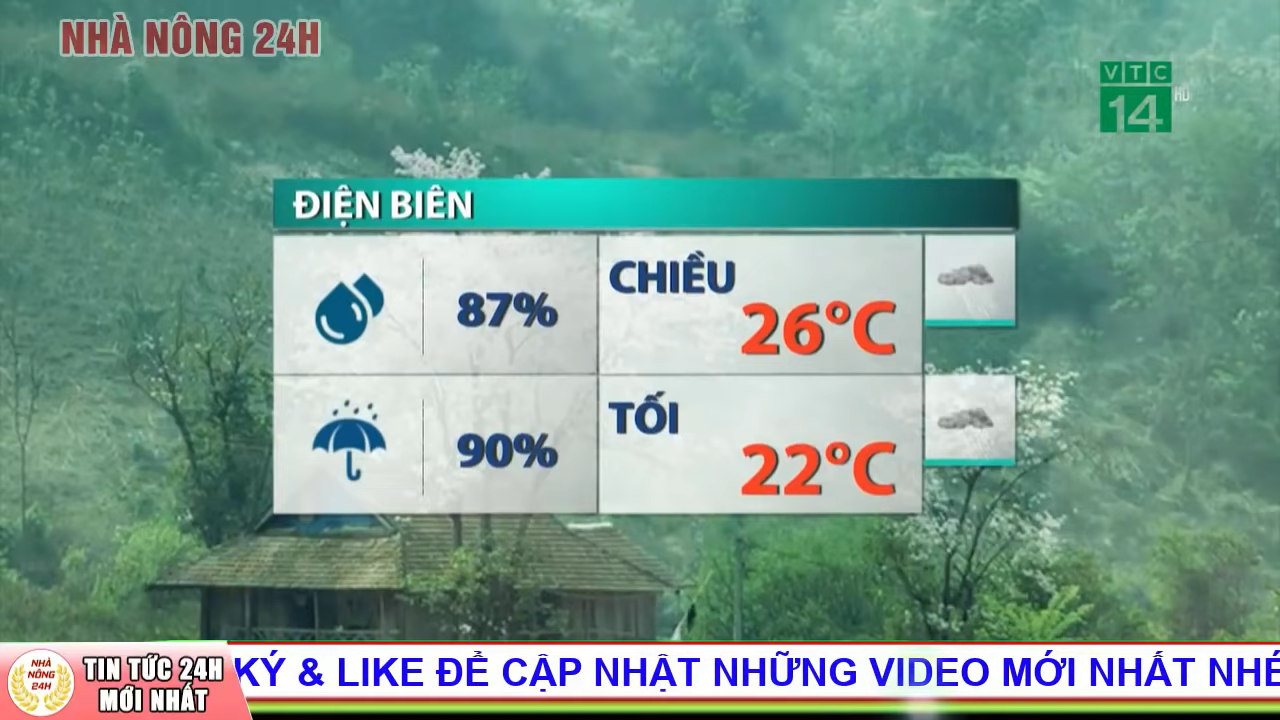 NHÀ NÔNG 24H
VTC
14
HD
ĐIỆN BIÊN
87%
CHIỀU
26°C
90%
TỐI
22°C
NHÀ
NÔNG
24H
TIN TỨC 24H
MỚI NHẤT
KÝ & LIKE ĐỂ CẬP NHẬT NHỮNG VIDEO MỚI NHẤT NHÉ